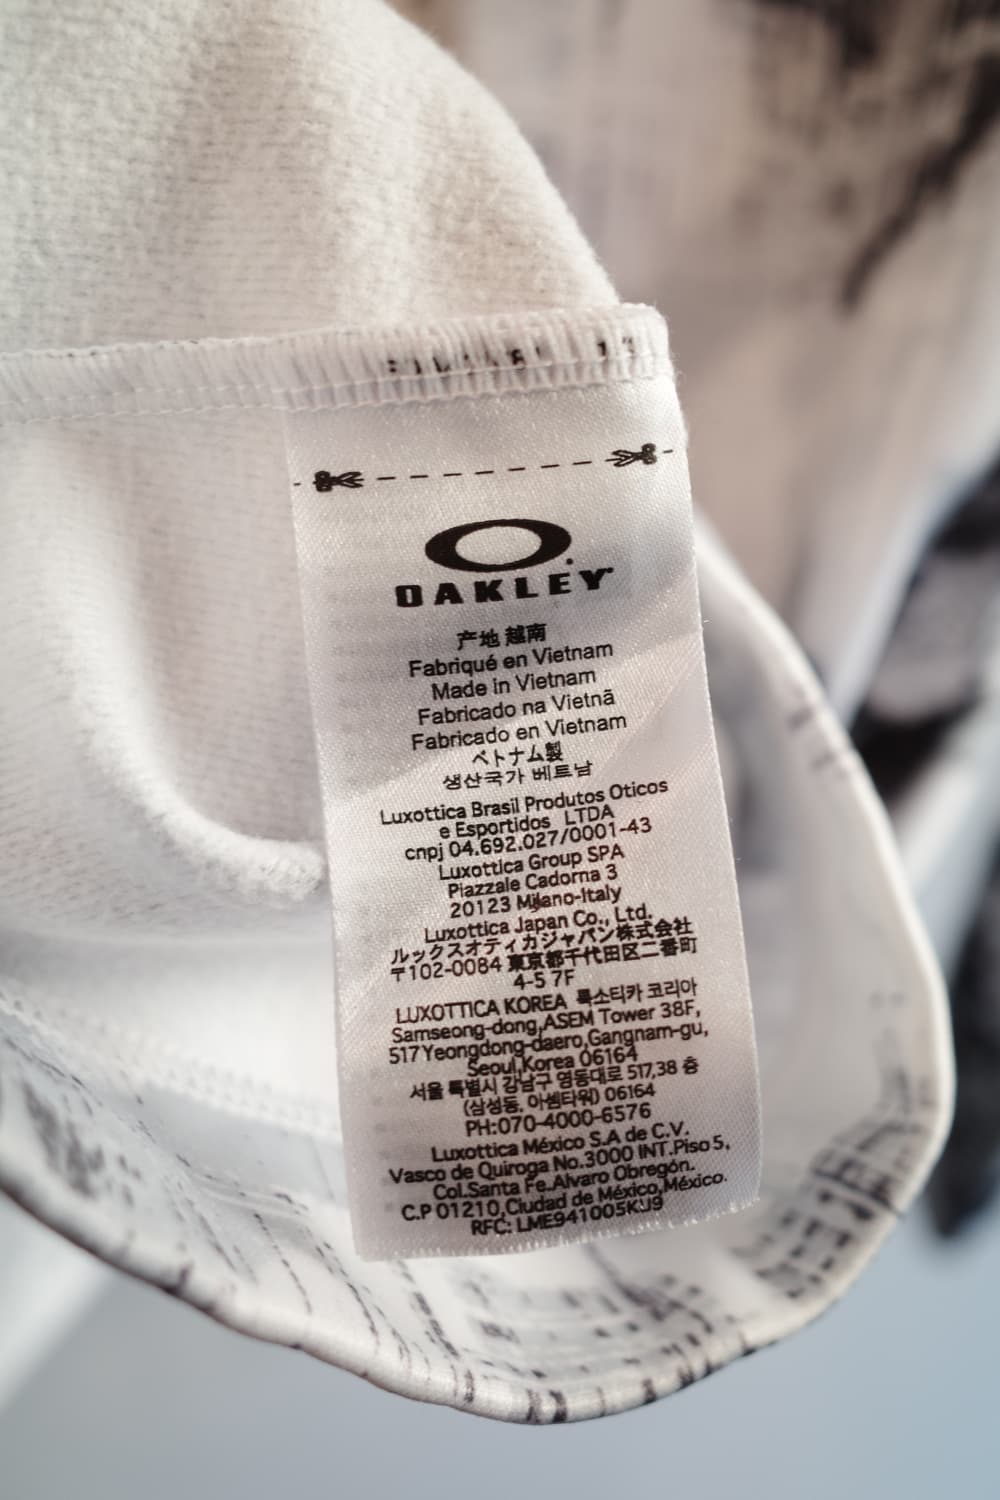 OAKLEY
产地 越南
Fabriqué en Vietnam
Made in Vietnam
Fabricado na Vietnã
Fabricado en Vietnam
ベトナム製
생산국가 베트남
Luxottica Brasil Produtos Oticos
e Esportidos LTDA
cnpj 04.692.027/0001-43
Luxottica Group SPA
Piazzale Cadorna 3
20123 Milano-Italy
Luxottica Japan Co., Ltd.
ルックスオティカジャパン株式会社
〒102-0084 東京都千代田区二番町
4-5 7F
LUXOTTICA KOREA 룩소티카 코리아
Samseong-dong,ASEM Tower 38F,
517Yeongdong-daero,Gangnam-gu,
Seoul,Korea 06164
서울 특별시 강남구 영동대로 517,38 층
(삼성동, 아셈타워) 06164
PH:070-4000-6576
Luxottica México S.A de C.V.
Vasco de Quiroga No.3000 INT.Piso 5,
Col.Santa Fe.Alvaro Obregón.
C.P 01210,Ciudad de México,México.
RFC: LME941005KU9